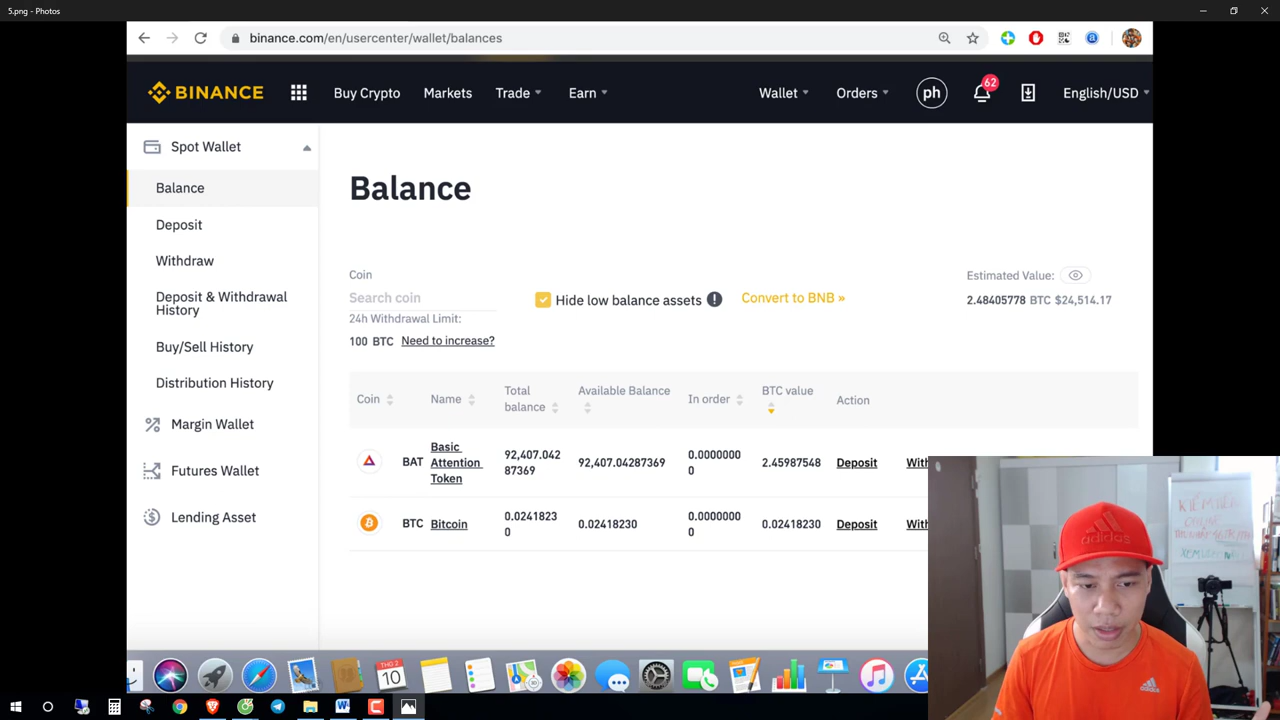 5.png - Photos
binance.com/en/usercenter/wallet/balances
BINANCE
Buy Crypto
Markets
Trade
Earn
Wallet
Orders
ph
62
English/USD
Spot Wallet
Balance
Deposit
Withdraw
Deposit & Withdrawal
History
Buy/Sell History
Distribution History
Margin Wallet
Futures Wallet
Lending Asset
Balance
Coin
Search coin
Hide low balance assets
Convert to BNB »
Estimated Value:
2.48405778 BTC $24,514.17
24h Withdrawal Limit:
100 BTC Need to increase?
Coin
Name
Total
balance
Available Balance
In order
BTC value
Action
BAT
Basic
Attention
Token
92,407.042
87369
92,407.04287369
0.0000000
0
2.45987548
Deposit
With
BTC
Bitcoin
0.0241823
0
0.02418230
0.0000000
0
0.02418230
Deposit
With
KIẾM TIỀN
ONLINE
adidas
THG 2
10